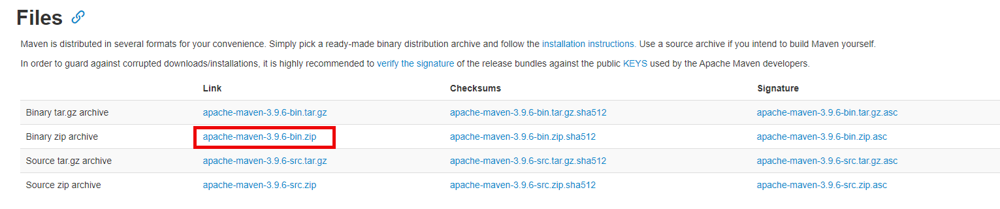 Files
Maven is distributed in several formats for your convenience. Simply pick a ready-made binary distribution archive and follow the installation instructions. Use a source archive if you intend to build Maven yourself.
In order to guard against corrupted downloads/installations, it is highly recommended to verify the signature of the release bundles against the public KEYS used by the Apache Maven developers.
Link Checksums Signature
Binary tar.gz archive apache-maven-3.9.6-bin.tar.gz apache-maven-3.9.6-bin.tar.gz.sha512 apache-maven-3.9.6-bin.tar.gz.asc
Binary zip archive apache-maven-3.9.6-bin.zip apache-maven-3.9.6-bin.zip.sha512 apache-maven-3.9.6-bin.zip.asc
Source tar.gz archive apache-maven-3.9.6-src.tar.gz apache-maven-3.9.6-src.tar.gz.sha512 apache-maven-3.9.6-src.tar.gz.asc
Source zip archive apache-maven-3.9.6-src.zip apache-maven-3.9.6-src.zip.sha512 apache-maven-3.9.6-src.zip.asc